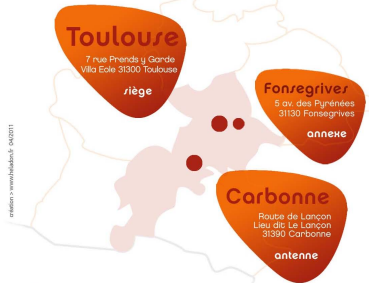 Toulouse
7 rue Prends y Garde
Villa Eole 31300 Toulouse
siège
Fonsegrives
5 av. des Pyrénées
31130 Fonsegrives
annexe
Carbonne
Route de Lançon
Lieu dit Le Lançon
31390 Carbonne
antenne
création > www.heladon.fr 04/2011